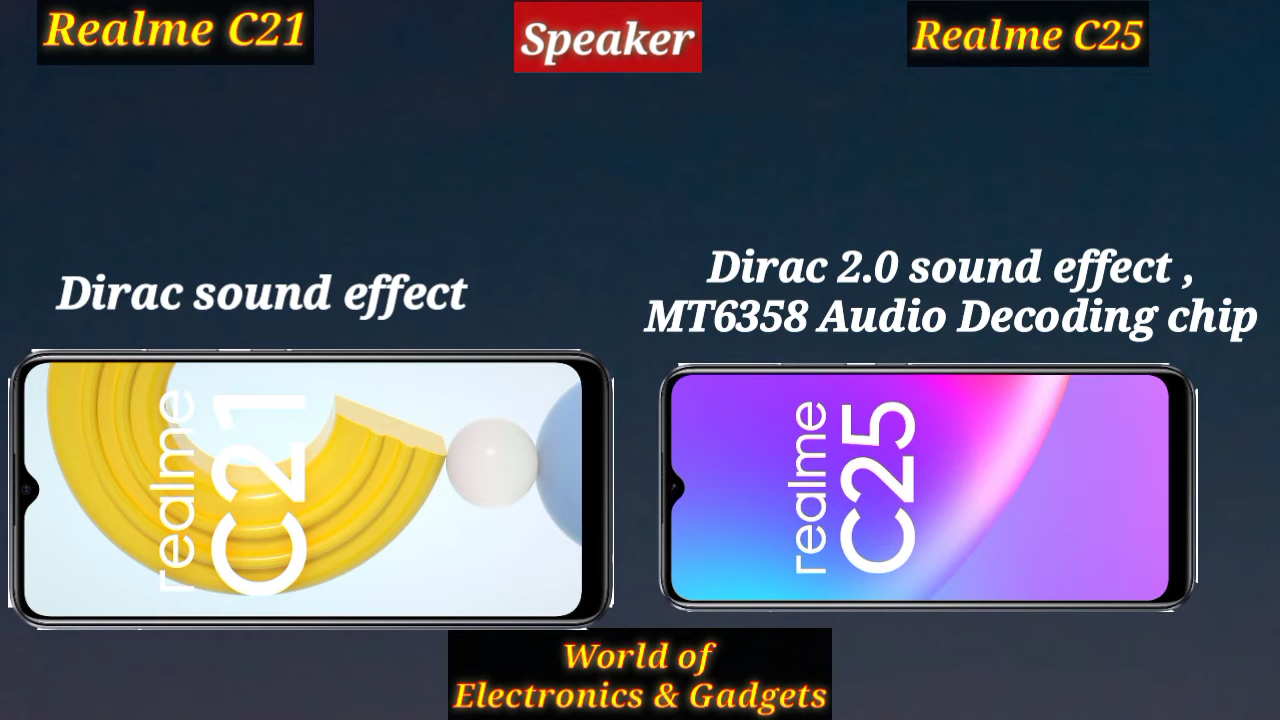 Realme C21
Speaker
Realme C25
Dirac sound effect
Dirac 2.0 sound effect ,
MT6358 Audio Decoding chip
realme
C21
realme
C25
World of
Electronics & Gadgets